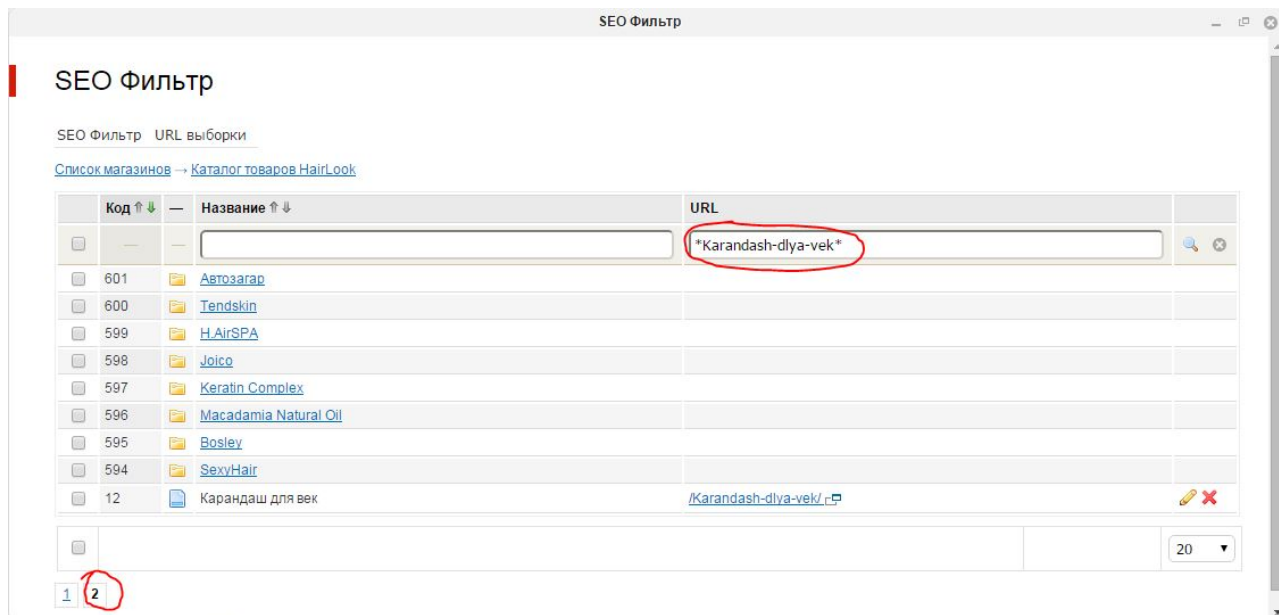 SEO Фильтр
SEO Фильтр
SEO Фильтр URL выборки
Список магазинов → Каталог товаров HairLook
Код ⇑ ⇓ — Название ⇑ ⇓ URL
— — *Karandash-dlya-vek*
601 Автозагар
600 Tendskin
599 H.AirSPA
598 Joico
597 Keratin Complex
596 Macadamia Natural Oil
595 Bosley
594 SexyHair
12 Карандаш для век /Karandash-dlya-vek/
20
1 2